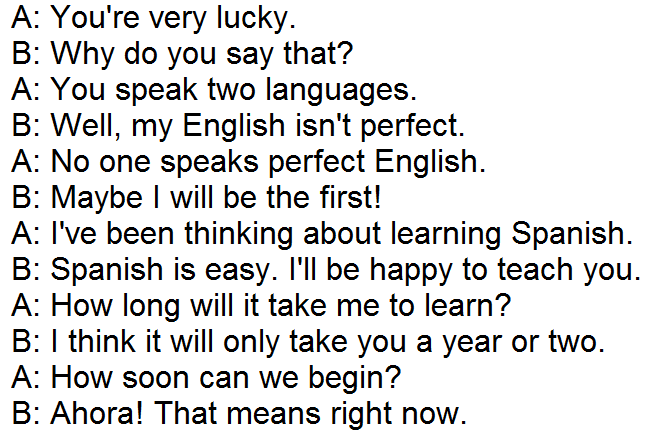 A: You're very lucky.
B: Why do you say that?
A: You speak two languages.
B: Well, my English isn't perfect.
A: No one speaks perfect English.
B: Maybe I will be the first!
A: I've been thinking about learning Spanish.
B: Spanish is easy. I'll be happy to teach you.
A: How long will it take me to learn?
B: I think it will only take you a year or two.
A: How soon can we begin?
B: Ahora! That means right now.